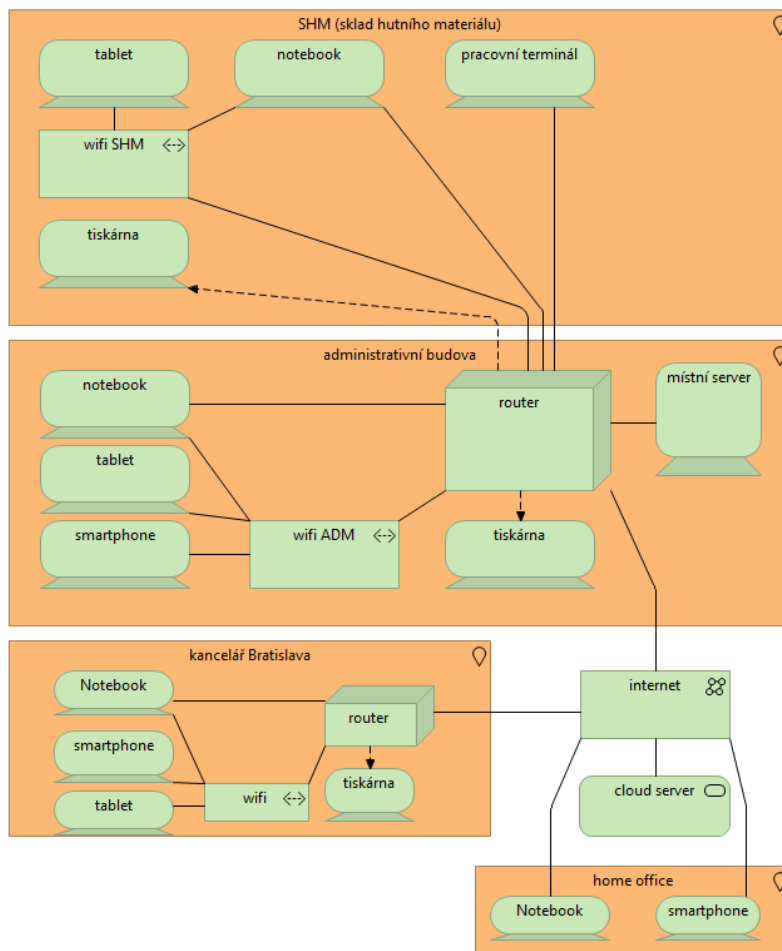 SHM (sklad hutního materiálu)
tablet
notebook
pracovní terminál
wifi SHM
tiskárna
administrativní budova
notebook
router
místní server
tablet
smartphone
wifi ADM
tiskárna
kancelář Bratislava
Notebook
router
internet
smartphone
tablet
wifi
tiskárna
cloud server
home office
Notebook
smartphone